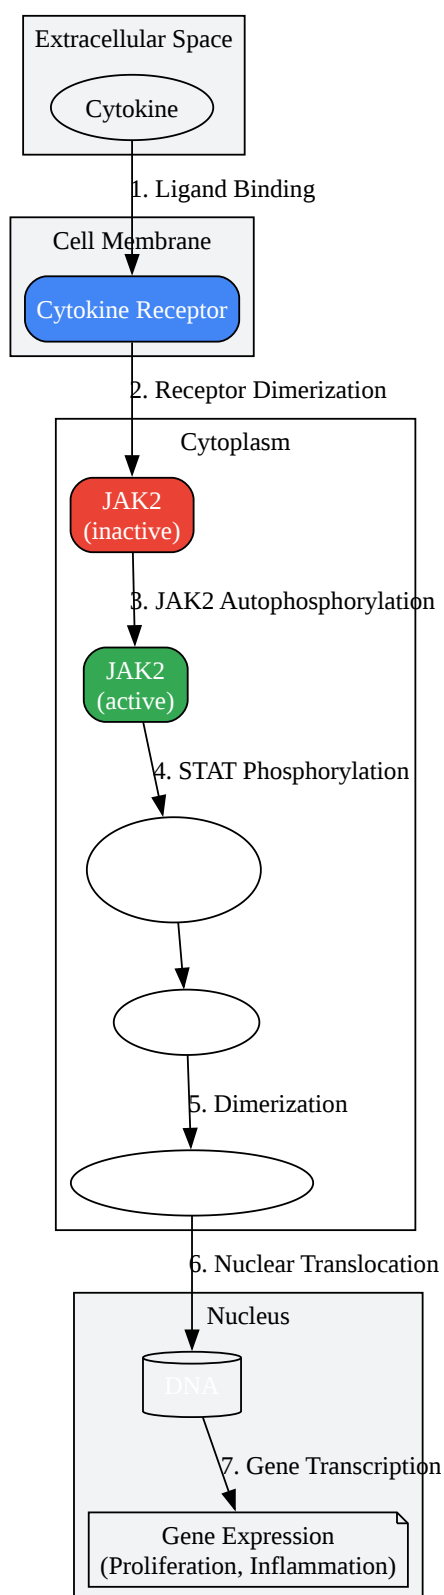 Extracellular Space
Cytokine
1. Ligand Binding
Cell Membrane
Cytokine Receptor
2. Receptor Dimerization
Cytoplasm
JAK2
(inactive)
3. JAK2 Autophosphorylation
JAK2
(active)
4. STAT Phosphorylation
5. Dimerization
6. Nuclear Translocation
Nucleus
DNA
7. Gene Transcription
Gene Expression
(Proliferation, Inflammation)